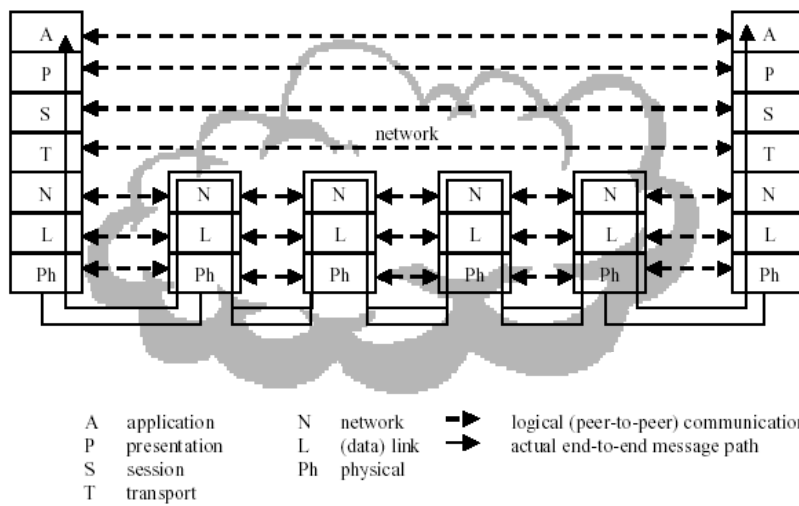 A A
P P
S S
network
T T
N N N N N N
L L L L L L
Ph Ph Ph Ph Ph Ph
A application N network logical (peer-to-peer) communication
P presentation L (data) link actual end-to-end message path
S session Ph physical
T transport